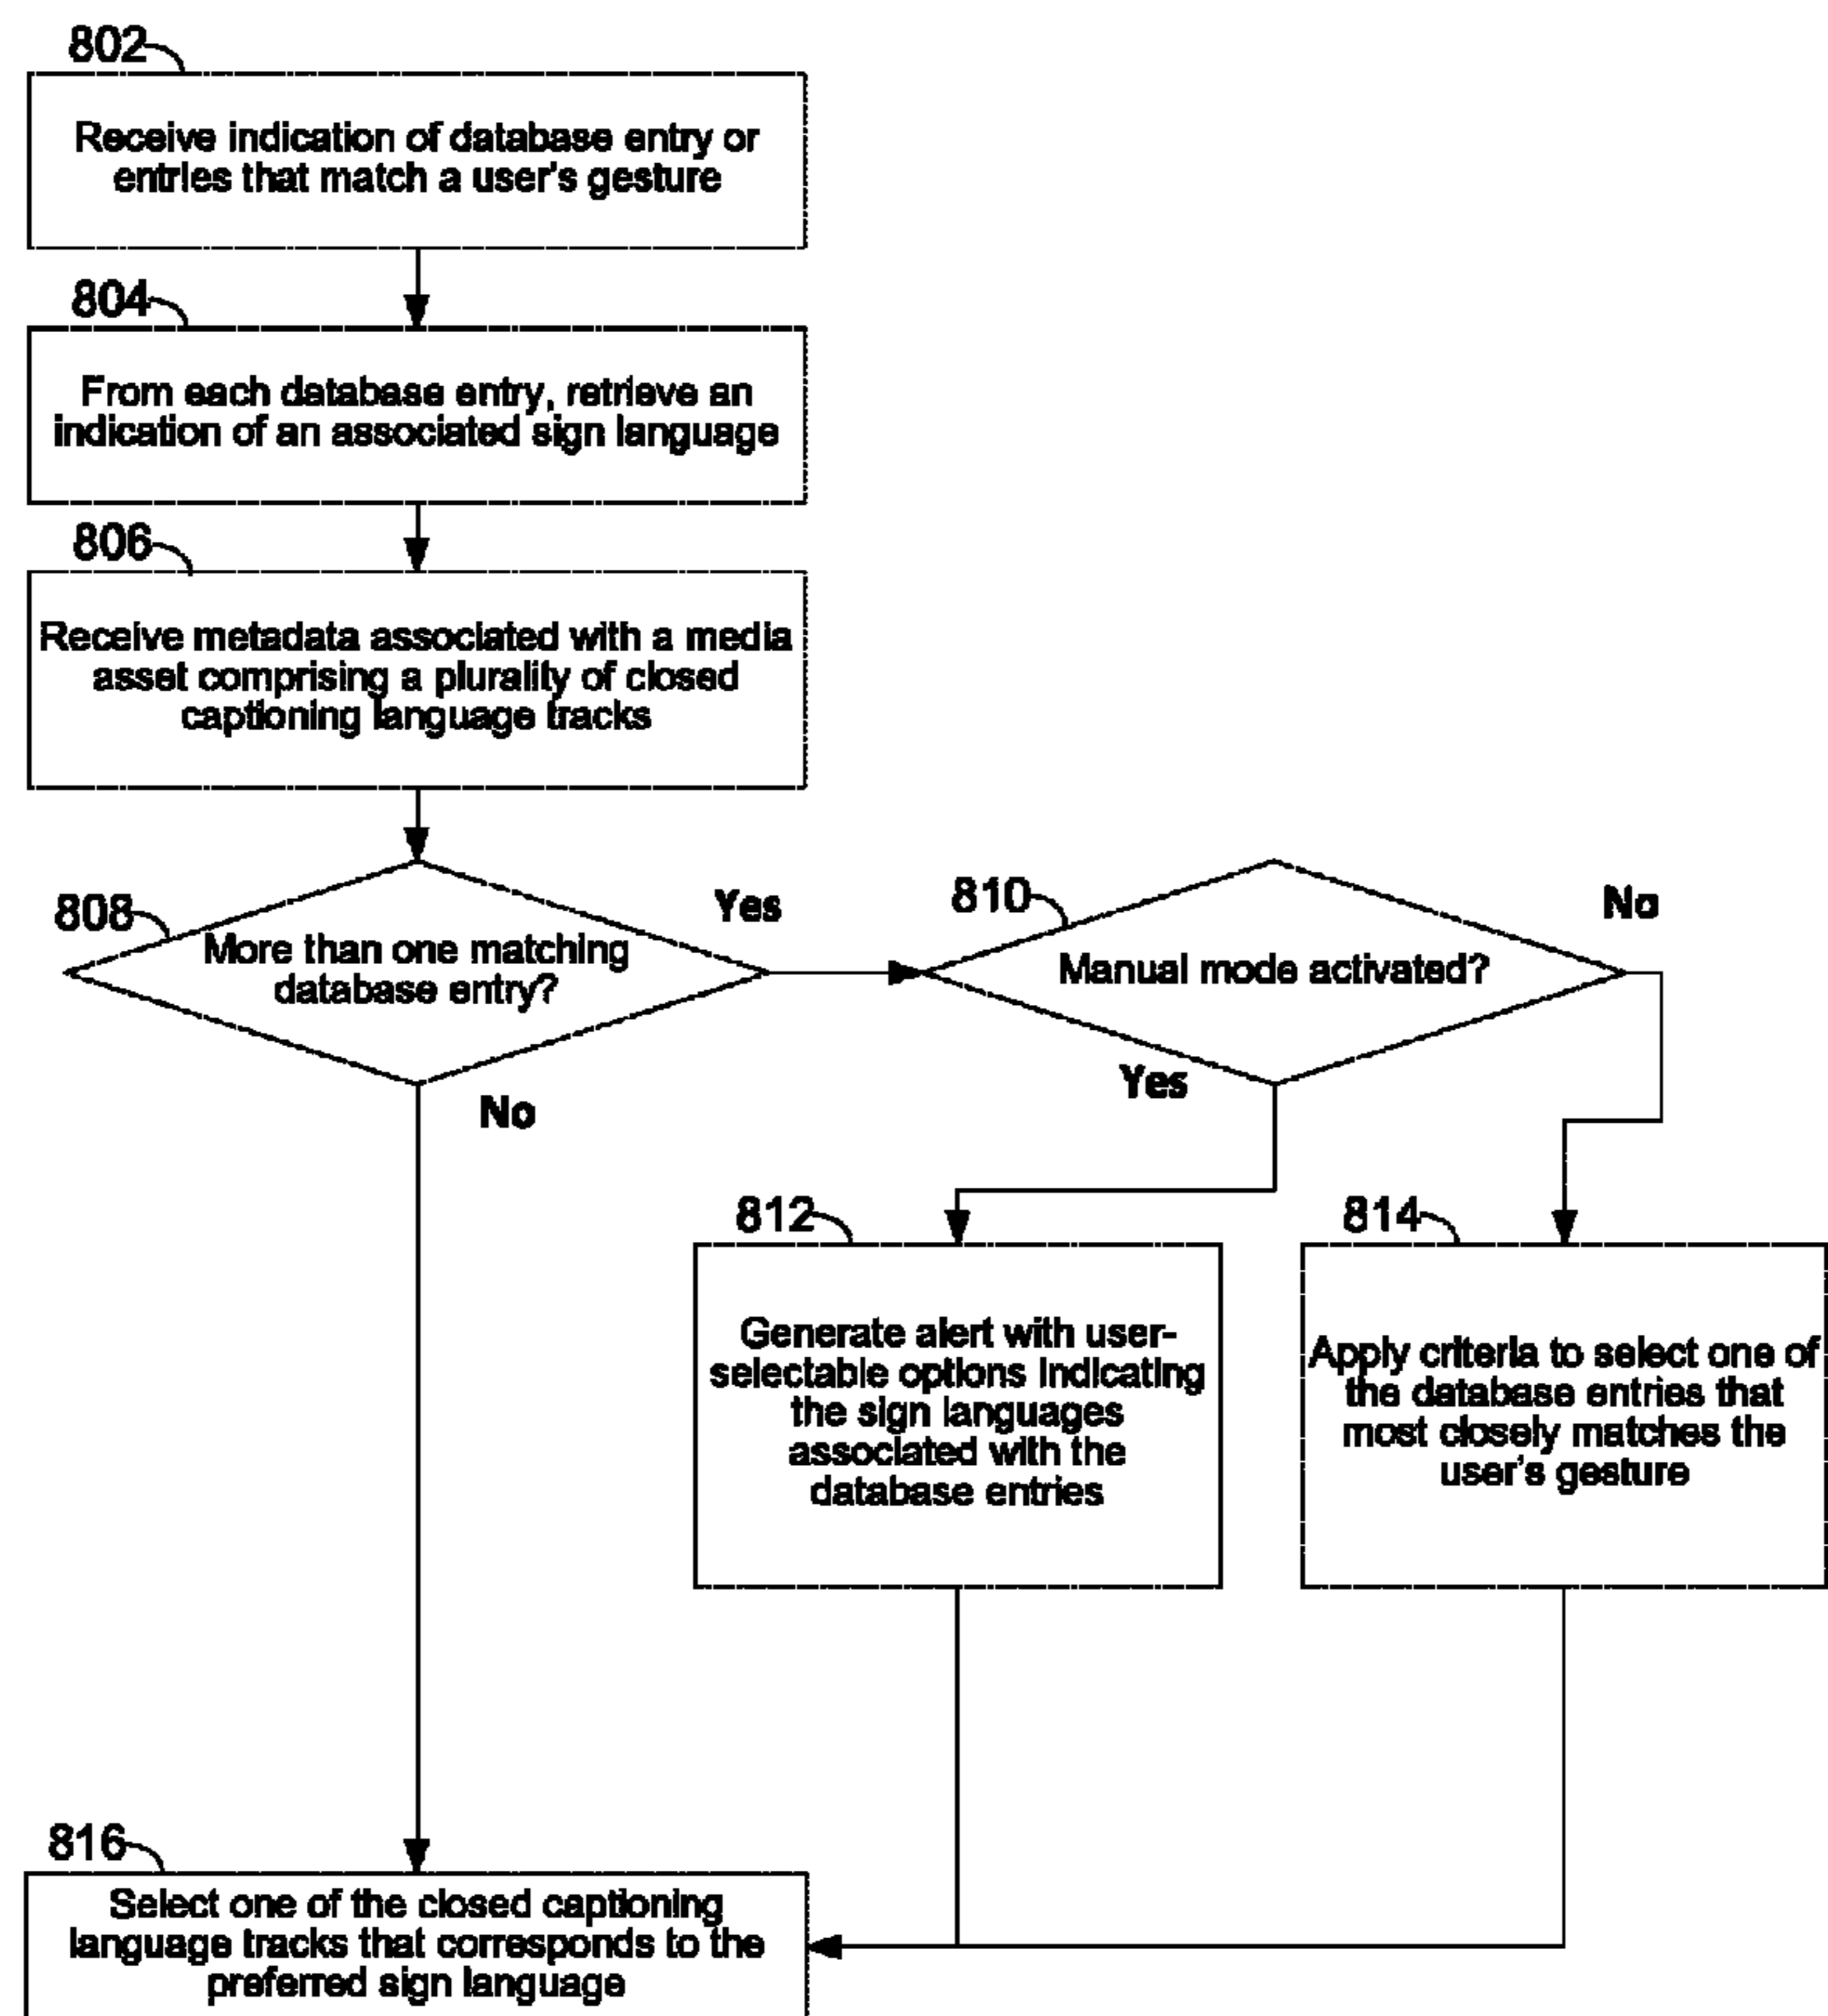 802
Receive indication of database entry or
entries that match a user's gesture
804
From each database entry, retrieve an
indication of an associated sign language
806
Receive metadata associated with a media
asset comprising a plurality of closed
captioning language tracks
808
More than one matching
database entry?
Yes
No
810
Manual mode activated?
No
Yes
812
Generate alert with user-
selectable options indicating
the sign languages
associated with the
database entries
814
Apply criteria to select one of
the database entries that
most closely matches the
user's gesture
816
Select one of the closed captioning
language tracks that corresponds to the
preferred sign language